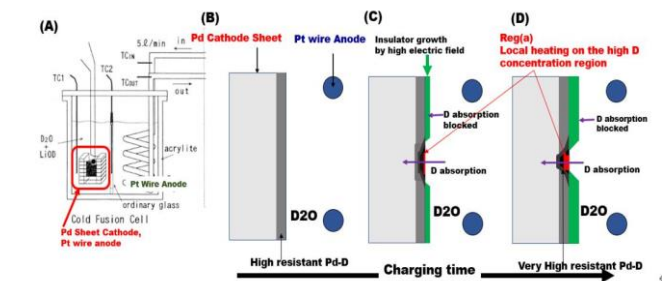 (A)
5ℓ/min
in
TCIN
TC1
TC2
TCOUT
out
D2O
+
LiOD
acrylite
Pt Wire Anode
ordinary glass
Cold Fusion Cell
Pd Sheet Cathode,
Pt wire anode
(B)
Pd Cathode Sheet
Pt wire Anode
D2O
High resistant Pd-D
(C)
Insulator growth
by high electric field
D absorption
blocked
D absorption
D2O
Charging time
(D)
Reg(a)
Local heating on the high D
concentration region
D absorption
blocked
D absorption
D2O
Very High resistant Pd-D